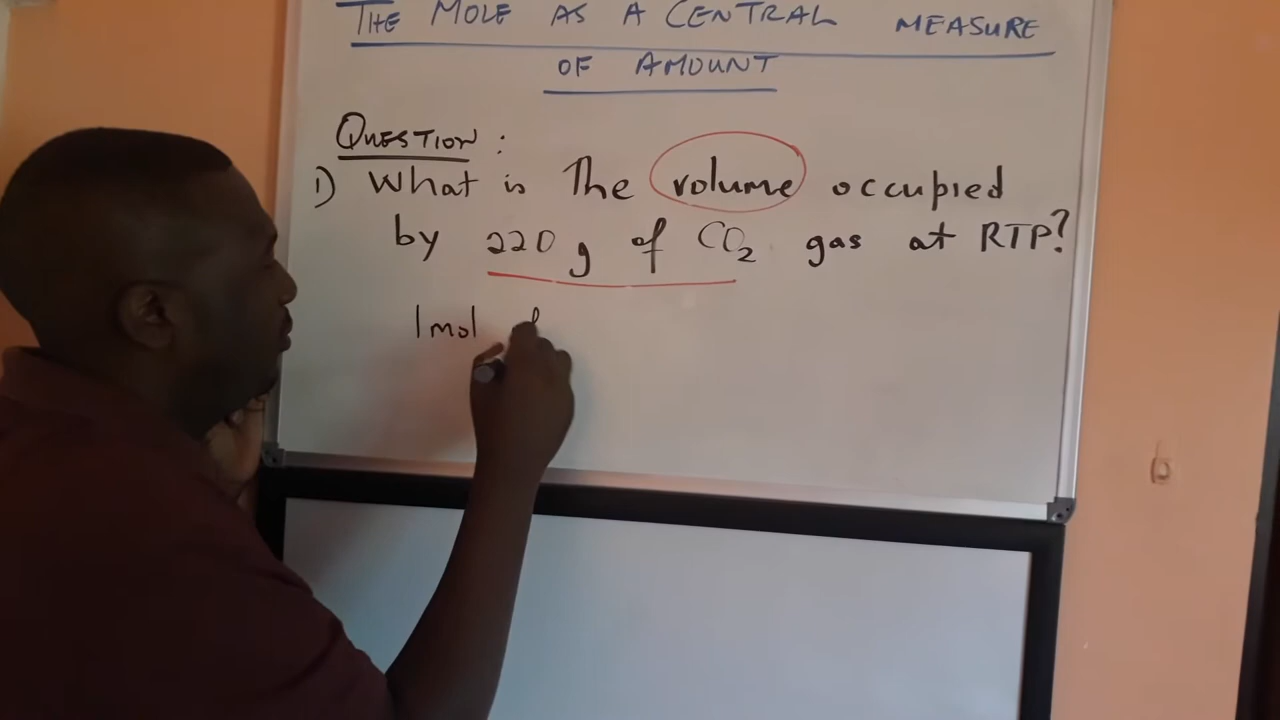 THE MOLE AS A CENTRAL MEASURE
OF AMOUNT
QUESTION :
1) What is The volume occupied
by 220 g of CO₂ gas at RTP?
1mol